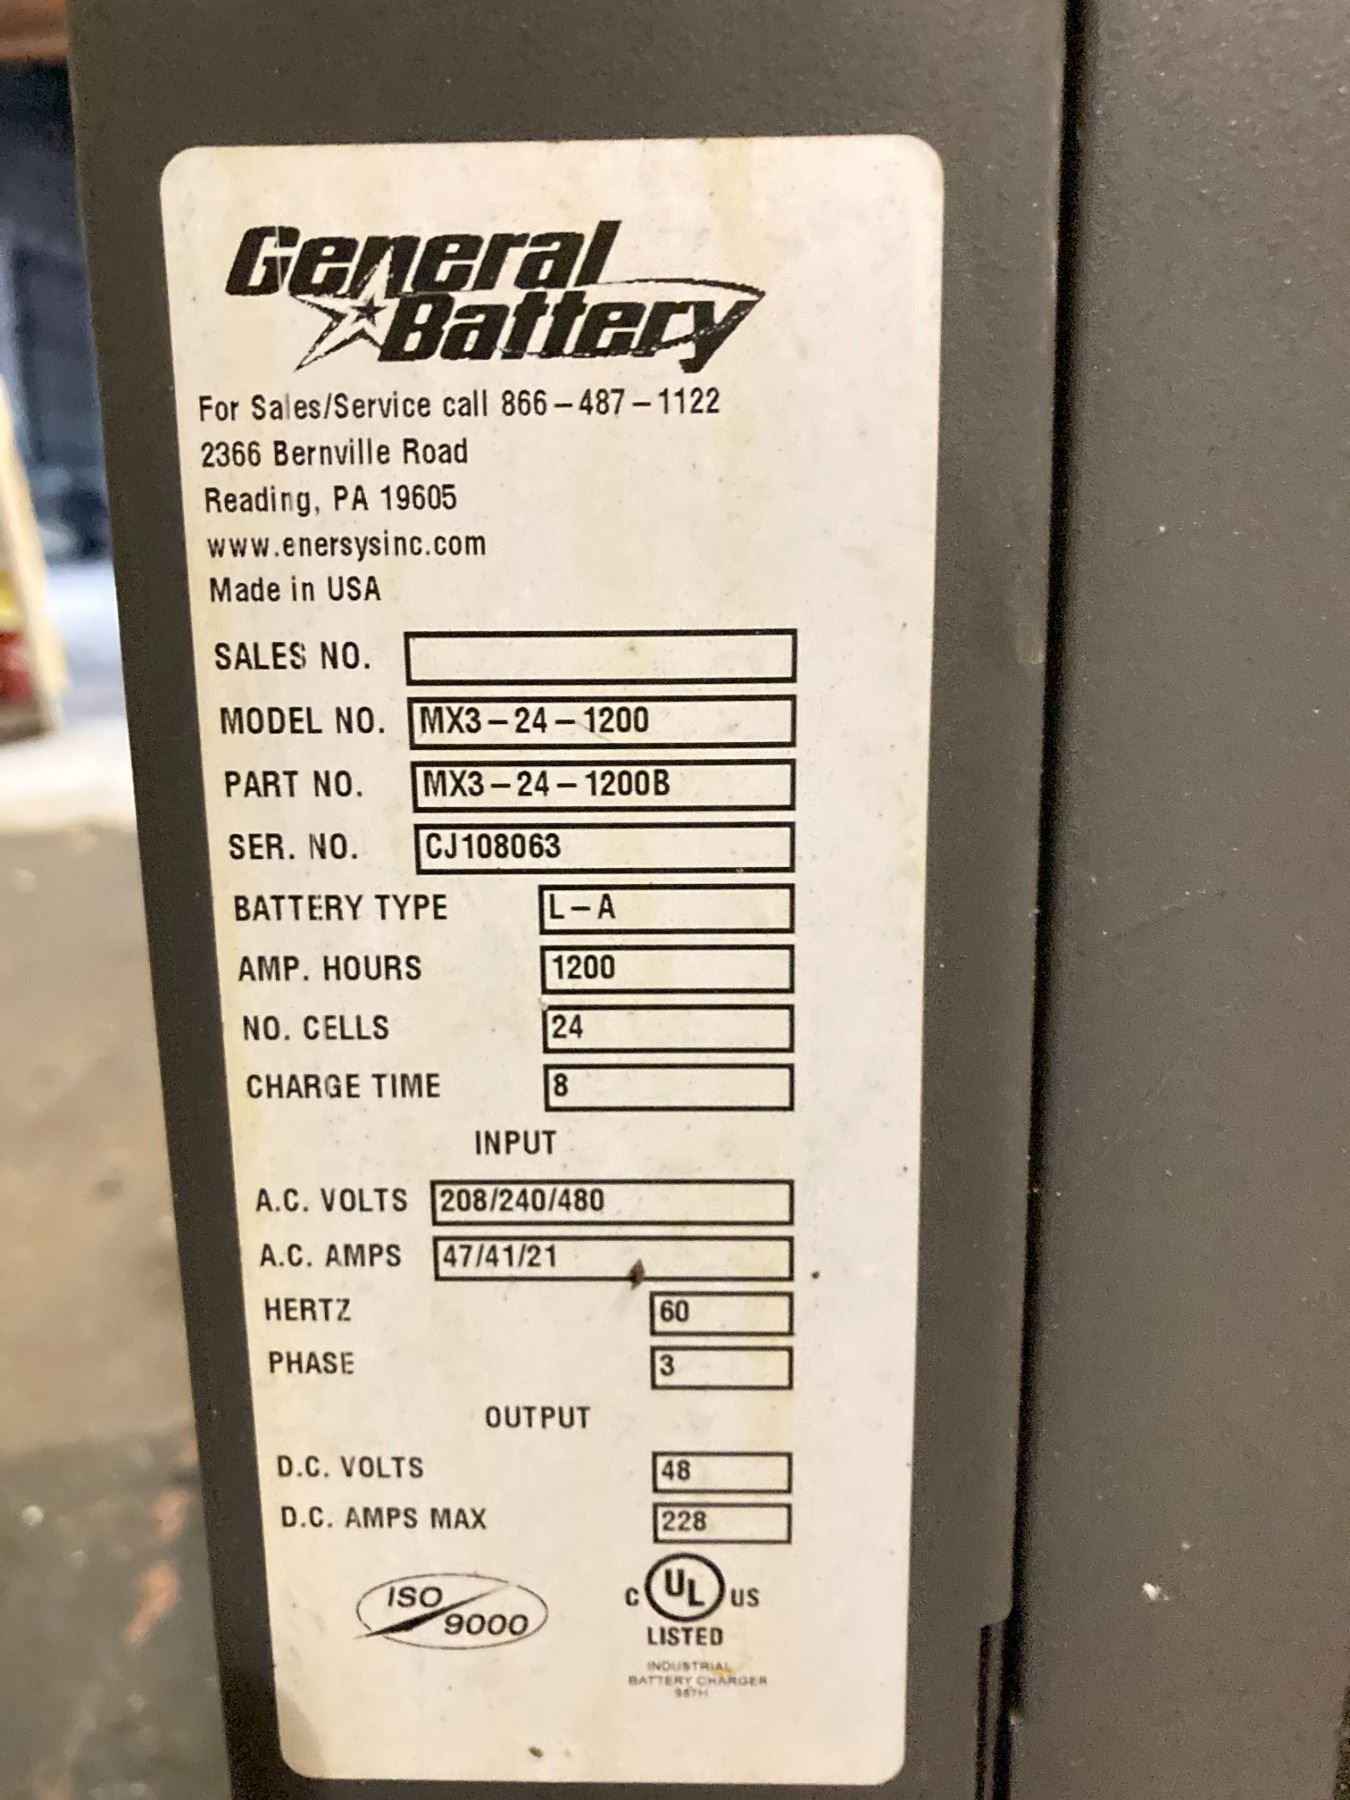 General
Battery
For Sales/Service call 866-487-1122
2366 Bernville Road
Reading, PA 19605
www.enersysinc.com
Made in USA
SALES NO.
MODEL NO. MX3-24-1200
PART NO. MX3-24-1200B
SER. NO. CJ108063
BATTERY TYPE L-A
AMP. HOURS 1200
NO. CELLS 24
CHARGE TIME 8
INPUT
A.C. VOLTS 208/240/480
A.C. AMPS 47/41/21
HERTZ 60
PHASE 3
OUTPUT
D.C. VOLTS 48
D.C. AMPS MAX 228
ISO 9000
C UL US
LISTED
INDUSTRIAL
BATTERY CHARGER